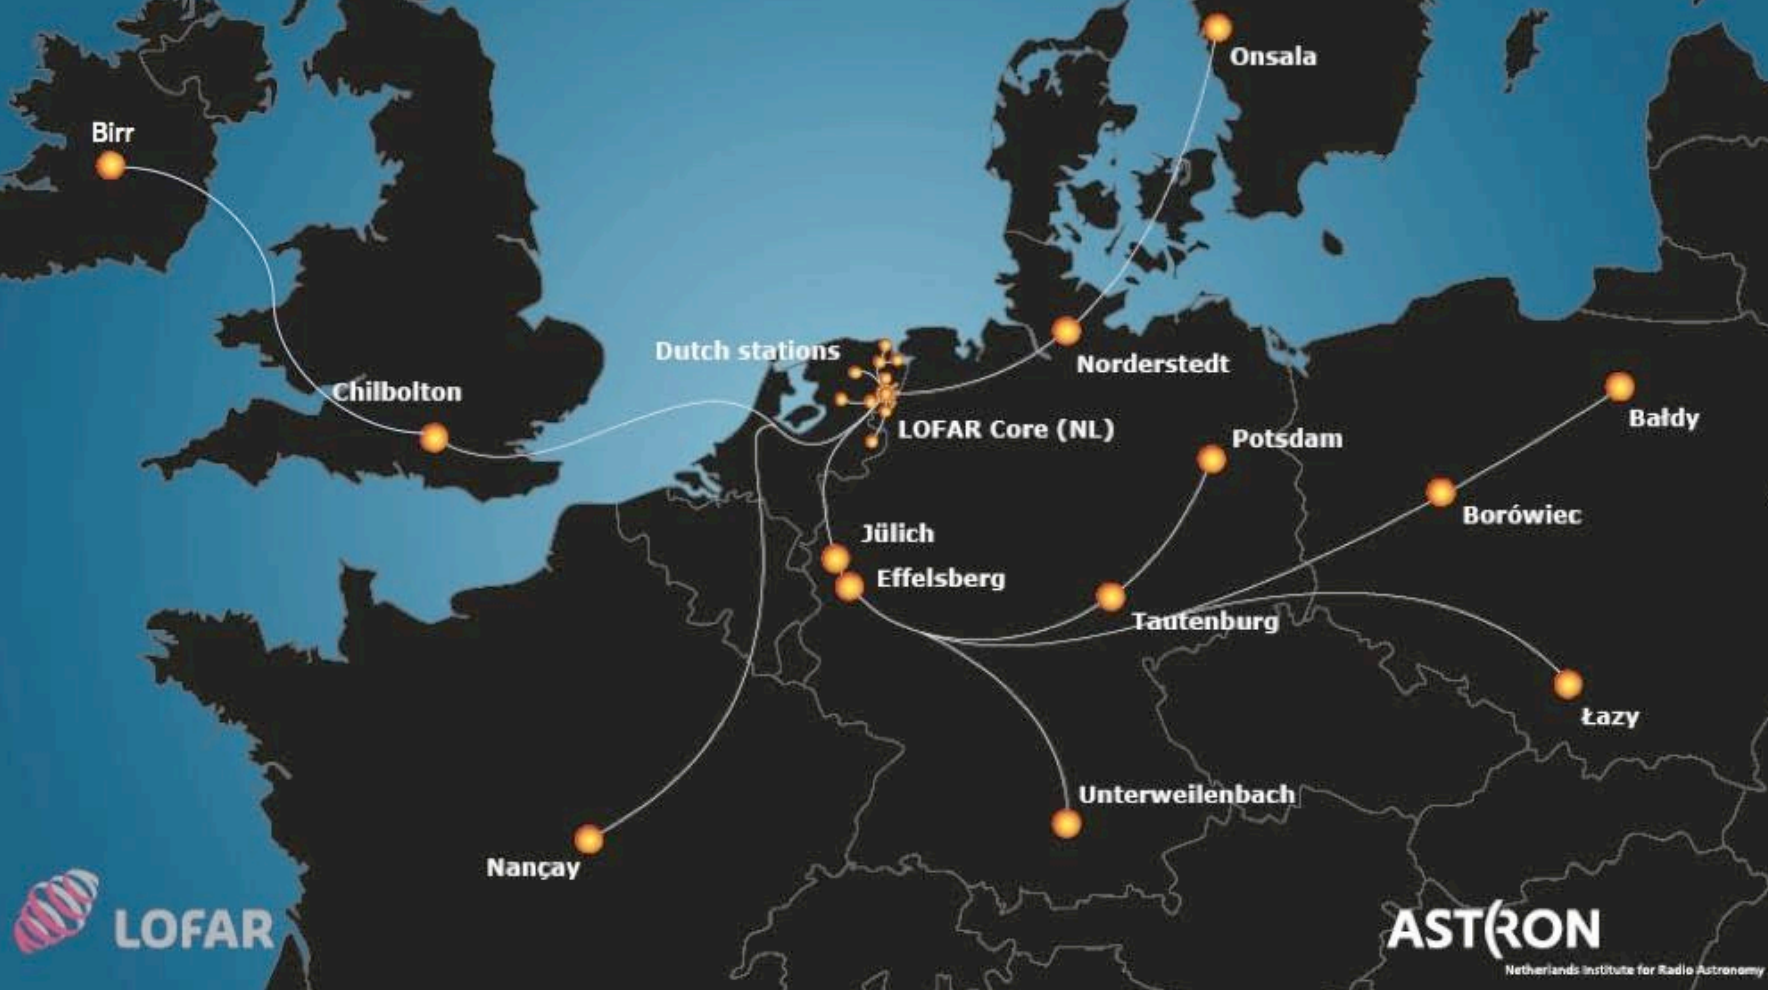 Onsala
Birr
Dutch stations
Norderstedt
Chilbolton
Bałdy
LOFAR Core (NL)
Potsdam
Borówiec
Jülich
Effelsberg
Tautenburg
Łazy
Unterweilenbach
Nançay
LOFAR
ASTRON
Netherlands Institute for Radio Astronomy